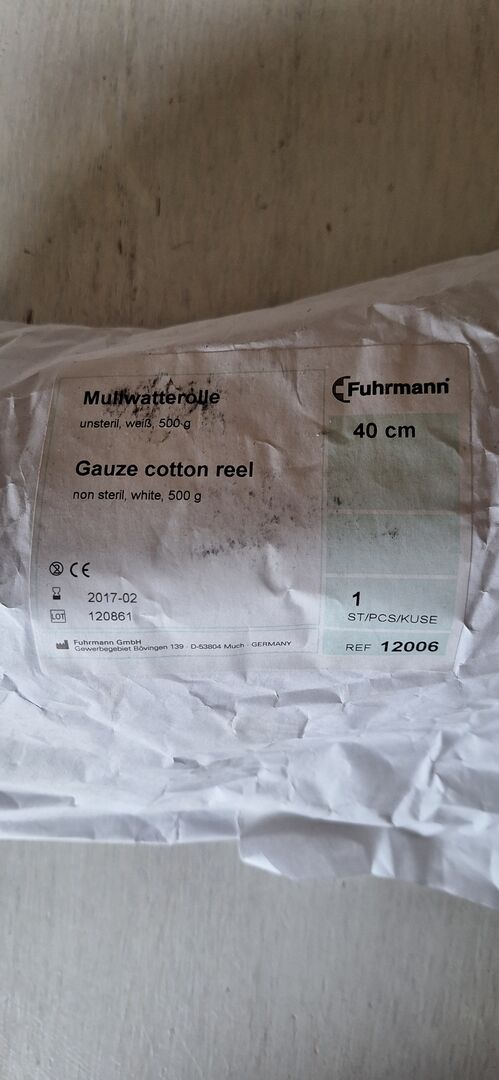 Mullwatterolle
unsteril, weiß, 500 g
Gauze cotton reel
non steril, white, 500 g
CE
2017-02
LOT 120861
Fuhrmann GmbH
Gewerbegebiet Bövingen 139 · D-53804 Much · GERMANY
Fuhrmann
40 cm
1
ST/PCS/KUSE
REF 12006